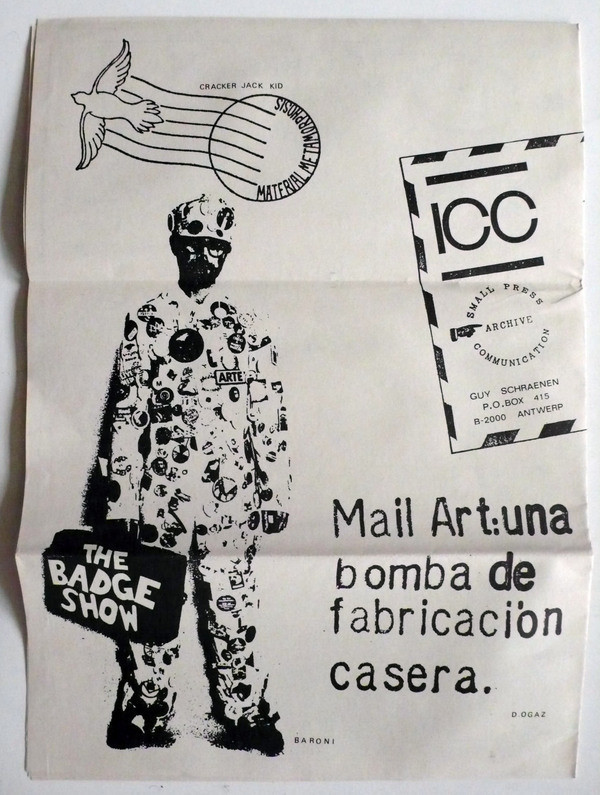 CRACKER JACK KID
MATERIAL METAMORPHOSIS
ICC
SMALL PRESS
ARCHIVE
COMMUNICATION
GUY SCHRAENEN
P.O.BOX 415
B-2000 ANTWERP
ARTE
THE
BADGE
SHOW
Mail Art:una
bomba de
fabricación
casera.
D.OGAZ
BARONI